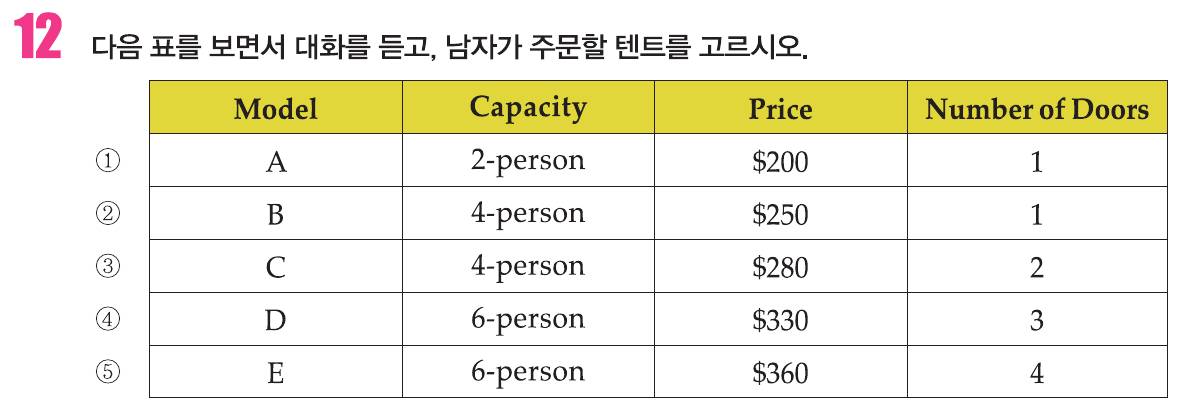 12 다음 표를 보면서 대화를 듣고, 남자가 주문할 텐트를 고르시오.
Model Capacity Price Number of Doors
① A 2-person $200 1
② B 4-person $250 1
③ C 4-person $280 2
④ D 6-person $330 3
⑤ E 6-person $360 4